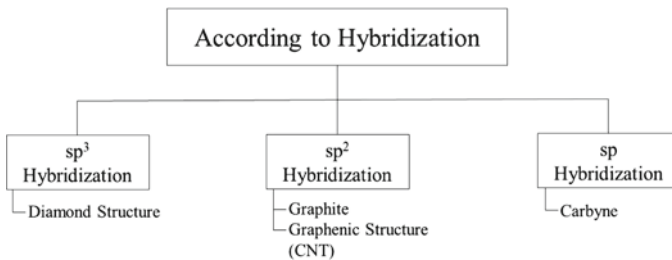 According to Hybridization
sp³
Hybridization
Diamond Structure
sp²
Hybridization
Graphite
Graphenic Structure
(CNT)
sp
Hybridization
Carbyne